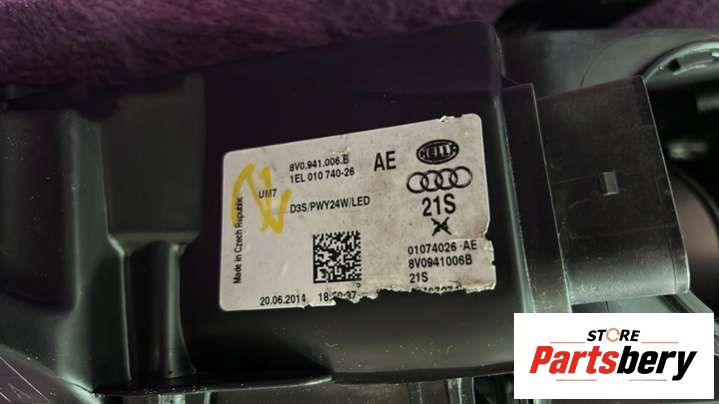 8V0.941.006.B
AE
HELLA
1EL 010 740-26
UM7
D3S/PWY24W/LED
21S
Made in Czech Republic
01074026 AE
8V0941006B
21S
20.06.2014
STORE
Partsbery